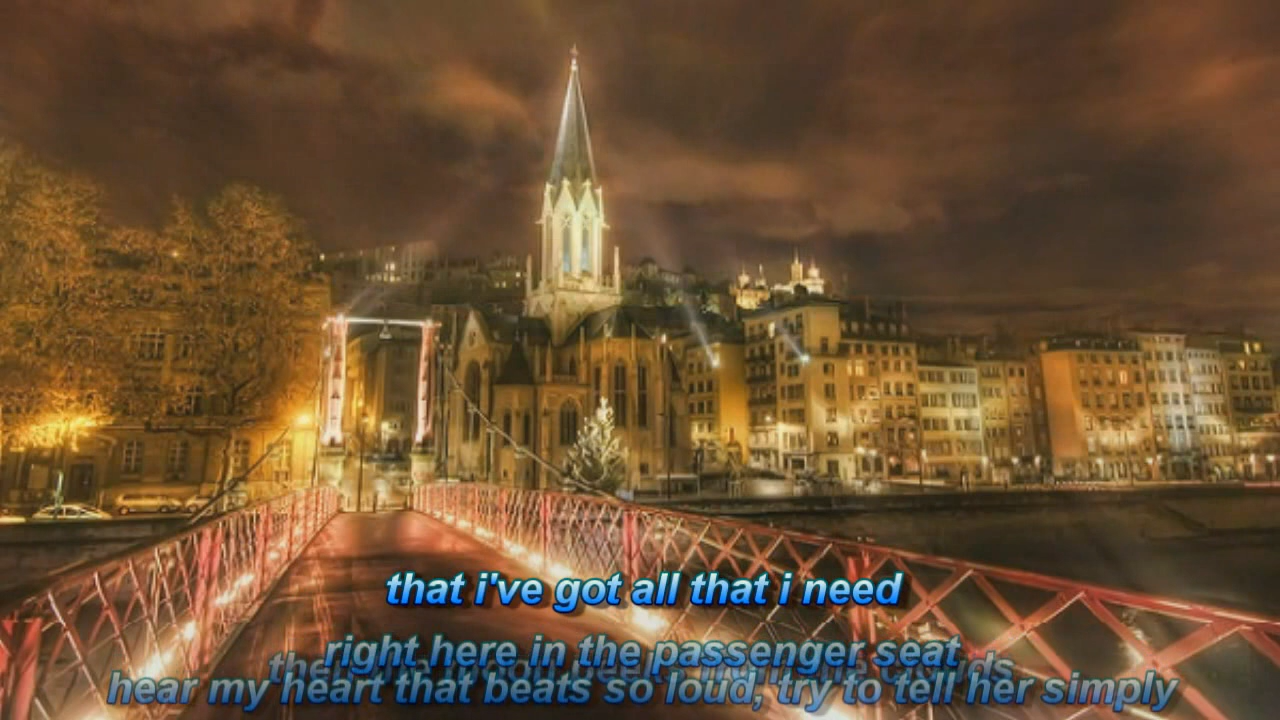 that i've got all that i need
right here in the passenger seat
the
hear my heart that beats so loud, try to tell her simply